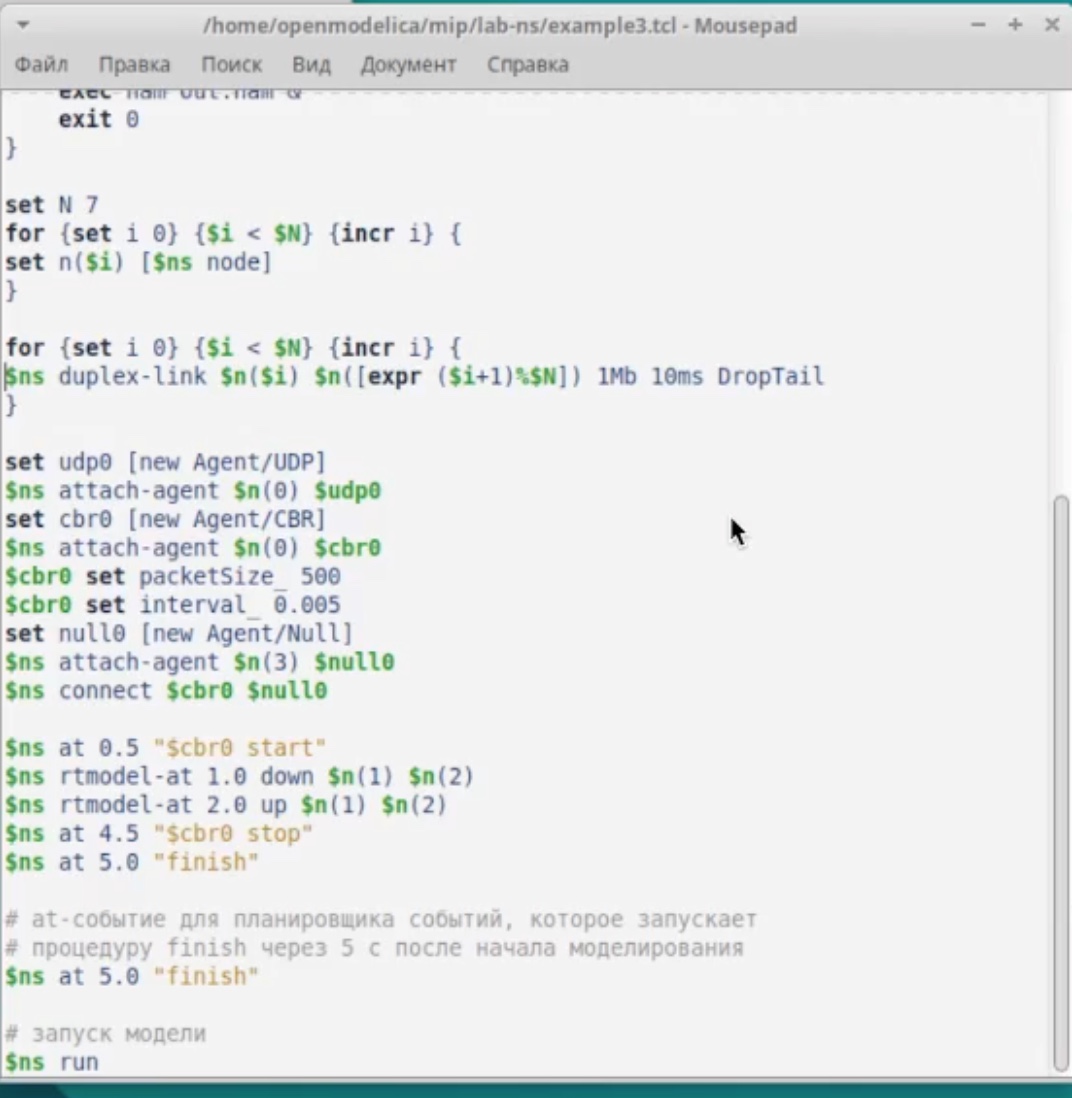 /home/openmodelica/mip/lab-ns/example3.tcl - Mousepad
Файл Правка Поиск Вид Документ Справка
    exec nam out.nam &
    exit 0
}

set N 7
for {set i 0} {$i < $N} {incr i} {
set n($i) [$ns node]
}

for {set i 0} {$i < $N} {incr i} {
$ns duplex-link $n($i) $n([expr ($i+1)%$N]) 1Mb 10ms DropTail
}

set udp0 [new Agent/UDP]
$ns attach-agent $n(0) $udp0
set cbr0 [new Agent/CBR]
$ns attach-agent $n(0) $cbr0
$cbr0 set packetSize_ 500
$cbr0 set interval_ 0.005
set null0 [new Agent/Null]
$ns attach-agent $n(3) $null0
$ns connect $cbr0 $null0

$ns at 0.5 "$cbr0 start"
$ns rtmodel-at 1.0 down $n(1) $n(2)
$ns rtmodel-at 2.0 up $n(1) $n(2)
$ns at 4.5 "$cbr0 stop"
$ns at 5.0 "finish"

# at-событие для планировщика событий, которое запускает
# процедуру finish через 5 с после начала моделирования
$ns at 5.0 "finish"

# запуск модели
$ns run